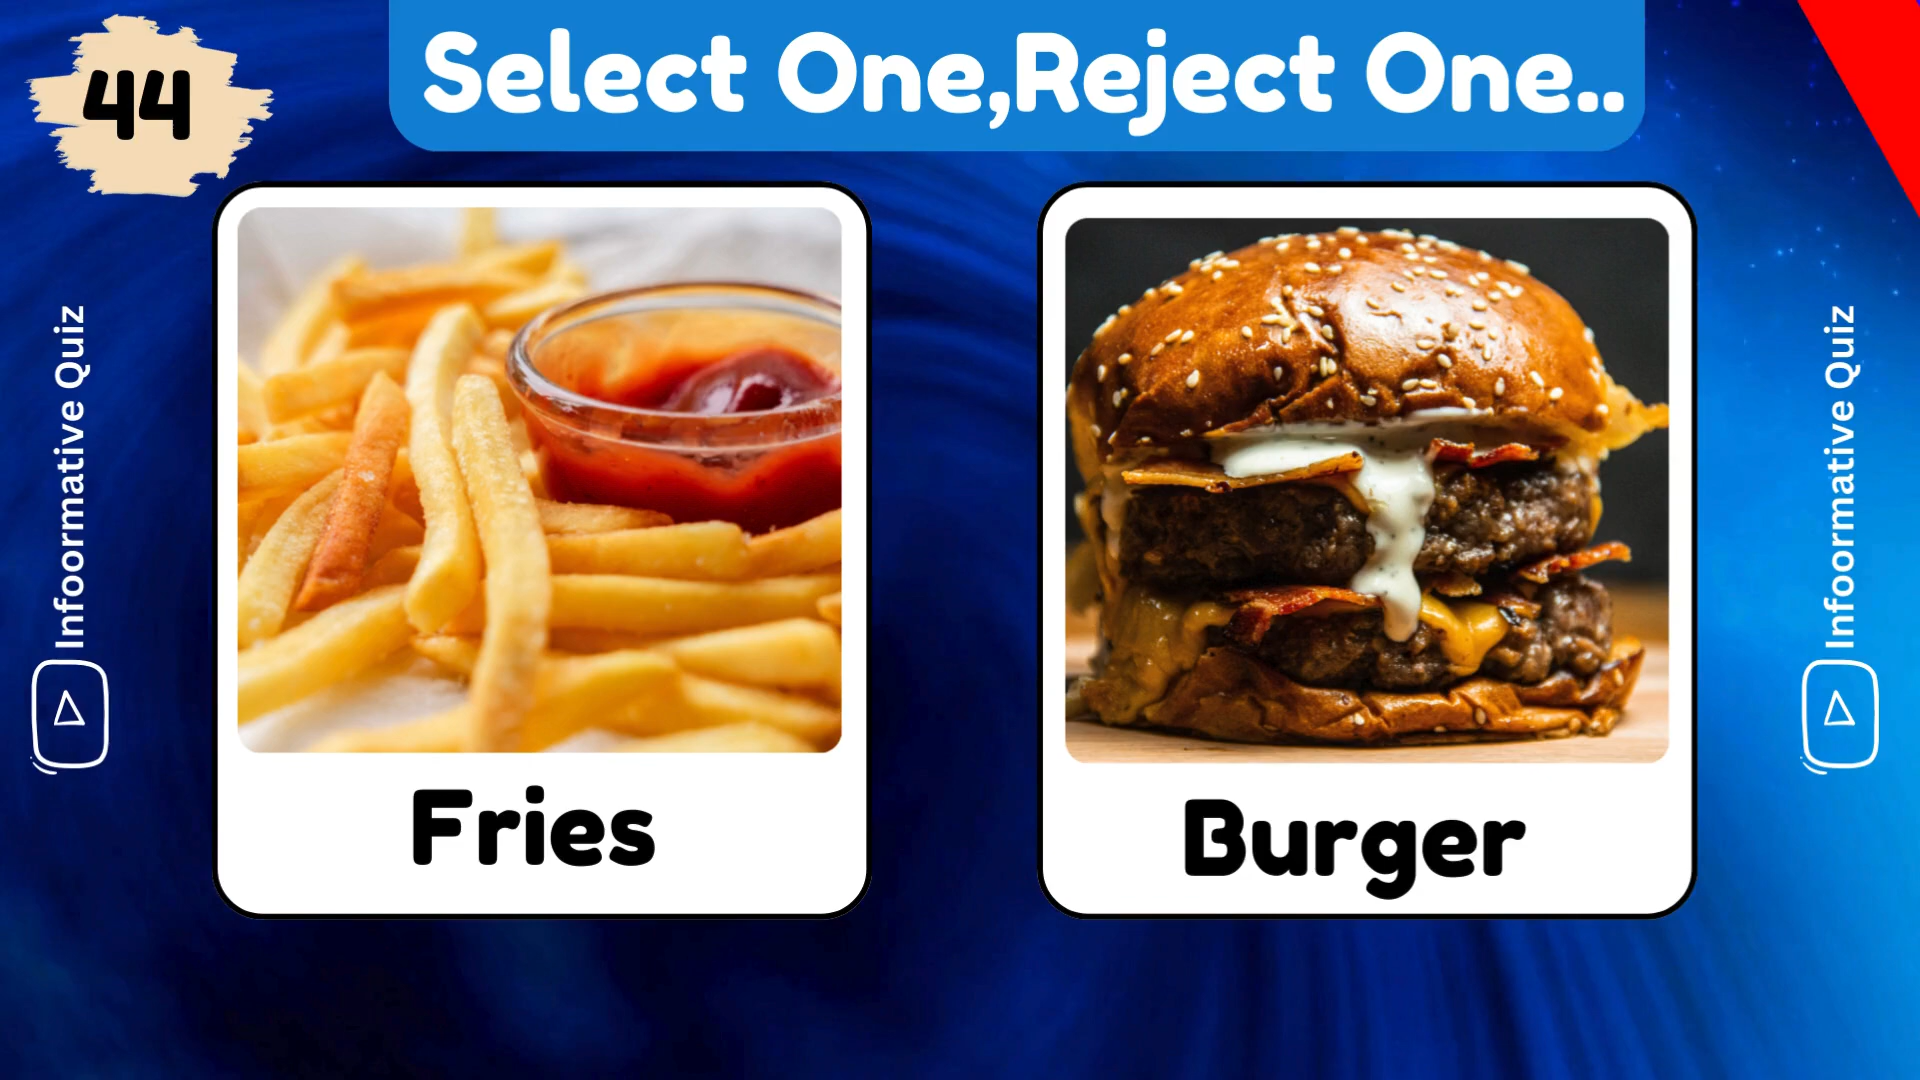 44
Select One,Reject One..
Infoormative Quiz
Fries
Burger
Infoormative Quiz